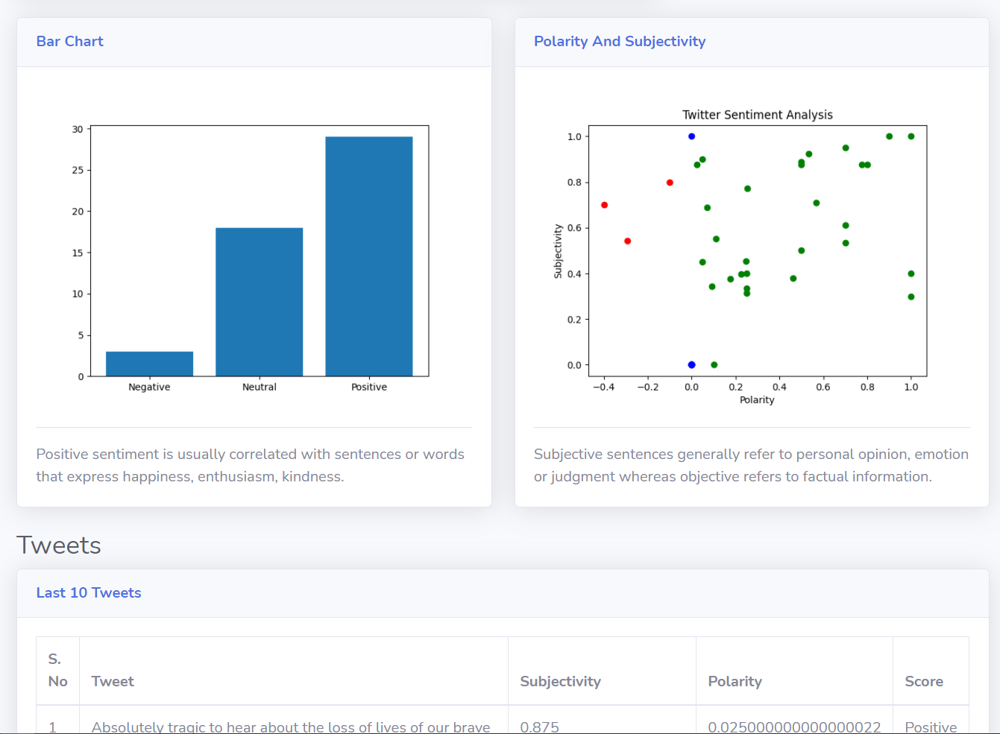 Bar Chart
30
25
20
15
10
5
0
Negative Neutral Positive
Positive sentiment is usually correlated with sentences or words
that express happiness, enthusiasm, kindness.
Polarity And Subjectivity
Twitter Sentiment Analysis
1.0
0.8
0.6
0.4
0.2
0.0
Subjectivity
−0.4 −0.2 0.0 0.2 0.4 0.6 0.8 1.0
Polarity
Subjective sentences generally refer to personal opinion, emotion
or judgment whereas objective refers to factual information.
Tweets
Last 10 Tweets
S.
No Tweet Subjectivity Polarity Score
1 Absolutely tragic to hear about the loss of lives of our brave 0.875 0.025000000000000022 Positive